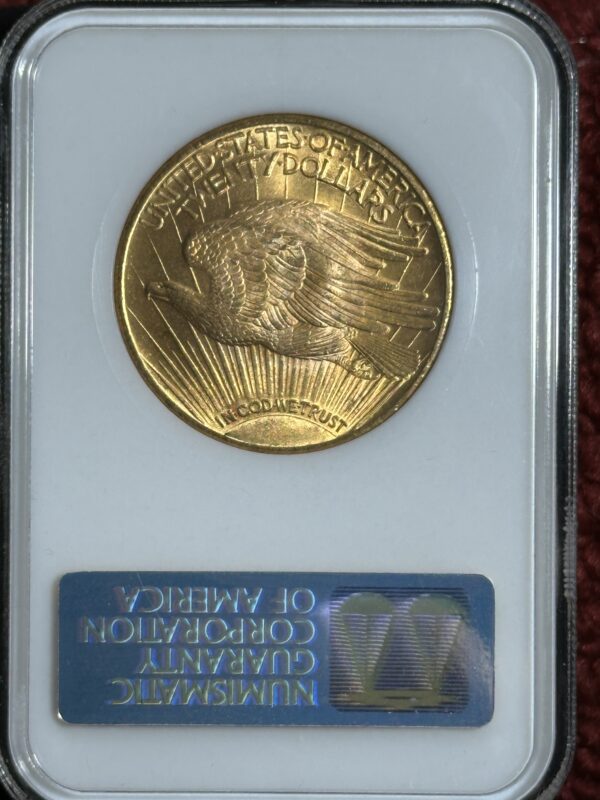 UNITED·STATES·OF·AMERICA
TWENTY·DOLLARS
IN·GOD·WE·TRUST
NUMISMATIC
GUARANTY
CORPORATION
OF AMERICA